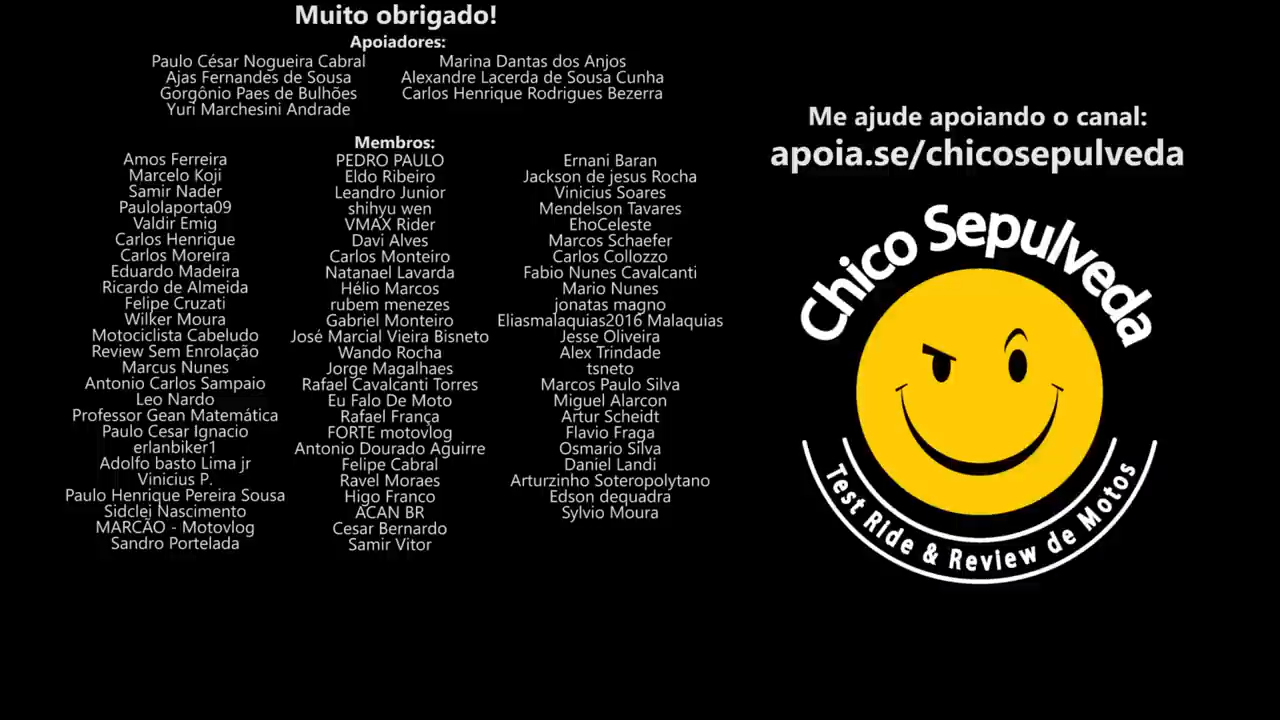 Muito obrigado!
Apoiadores:
Paulo César Nogueira Cabral
Ajas Fernandes de Sousa
Gorgônio Paes de Bulhões
Yuri Marchesini Andrade
Marina Dantas dos Anjos
Alexandre Lacerda de Sousa Cunha
Carlos Henrique Rodrigues Bezerra
Membros:
Amos Ferreira
Marcelo Koji
Samir Nader
Paulolaporta09
Valdir Emig
Carlos Henrique
Carlos Moreira
Eduardo Madeira
Ricardo de Almeida
Felipe Cruzati
Wilker Moura
Motociclista Cabeludo
Review Sem Enrolação
Marcus Nunes
Antonio Carlos Sampaio
Leo Nardo
Professor Gean Matemática
Paulo Cesar Ignacio
erlanbiker1
Adolfo basto Lima jr
Vinicius P.
Paulo Henrique Pereira Sousa
Sidclei Nascimento
MARCÃO - Motovlog
Sandro Portelada
PEDRO PAULO
Eldo Ribeiro
Leandro Junior
shihyu wen
VMAX Rider
Davi Alves
Carlos Monteiro
Natanael Lavarda
Hélio Marcos
rubem menezes
Gabriel Monteiro
José Marcial Vieira Bisneto
Wando Rocha
Jorge Magalhaes
Rafael Cavalcanti Torres
Eu Falo De Moto
Rafael França
FORTE motovlog
Antonio Dourado Aguirre
Felipe Cabral
Ravel Moraes
Higo Franco
ACAN BR
Cesar Bernardo
Samir Vitor
Ernani Baran
Jackson de jesus Rocha
Vinicius Soares
Mendelson Tavares
EhoCeleste
Marcos Schaefer
Carlos Collozzo
Fabio Nunes Cavalcanti
Mario Nunes
jonatas magno
Eliasmalaquias2016 Malaquias
Jesse Oliveira
Alex Trindade
tsneto
Marcos Paulo Silva
Miguel Alarcon
Artur Scheidt
Flavio Fraga
Osmario Silva
Daniel Landi
Arturzinho Soteropolytano
Edson dequadra
Sylvio Moura
Me ajude apoiando o canal:
apoia.se/chicosepulveda
Chico Sepulveda
Test Ride & Review de Motos